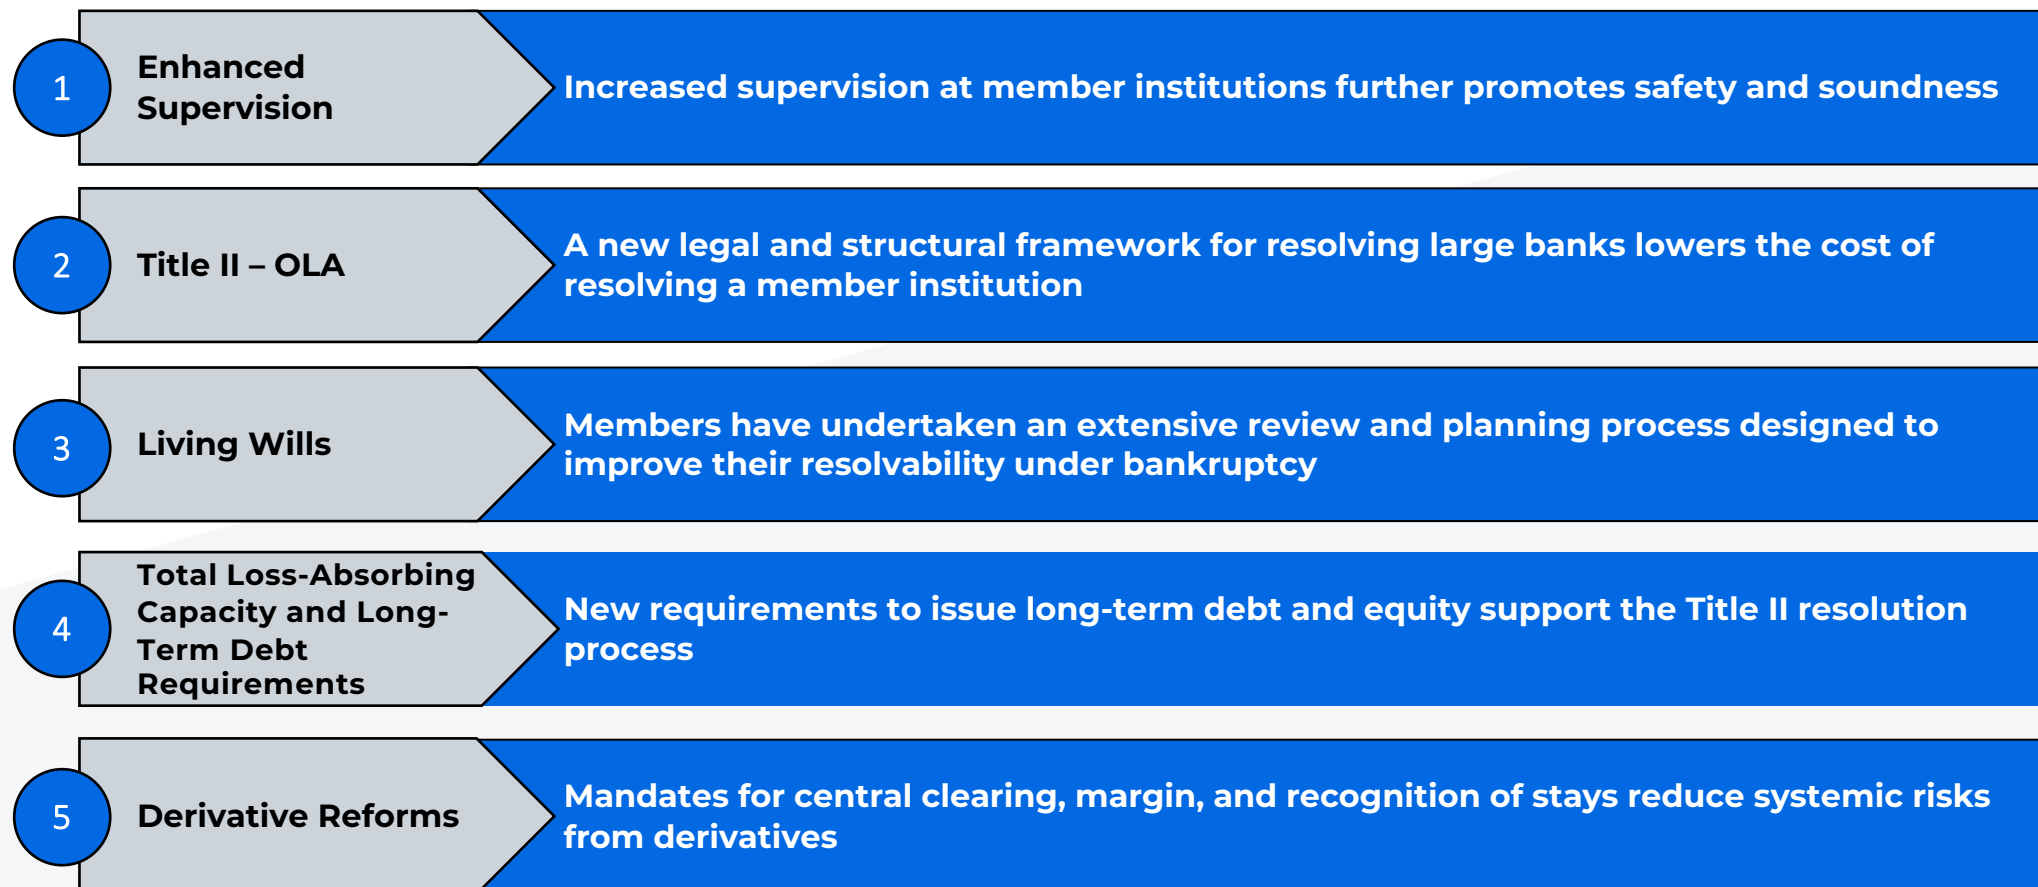 1
Enhanced
Supervision
Increased supervision at member institutions further promotes safety and soundness
2
Title II – OLA
A new legal and structural framework for resolving large banks lowers the cost of
resolving a member institution
3
Living Wills
Members have undertaken an extensive review and planning process designed to
improve their resolvability under bankruptcy
4
Total Loss-Absorbing
Capacity and Long-
Term Debt
Requirements
New requirements to issue long-term debt and equity support the Title II resolution
process
5
Derivative Reforms
Mandates for central clearing, margin, and recognition of stays reduce systemic risks
from derivatives